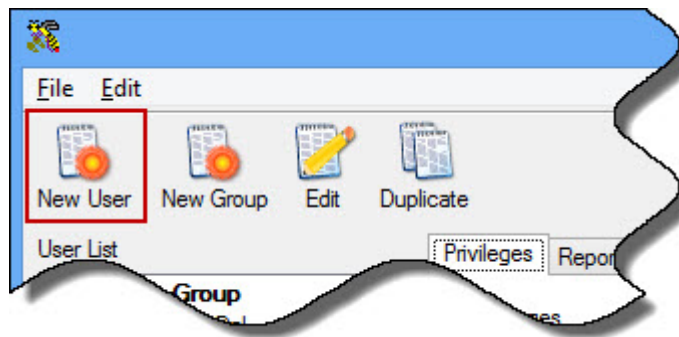 File Edit
New User New Group Edit Duplicate
User List Privileges
Group